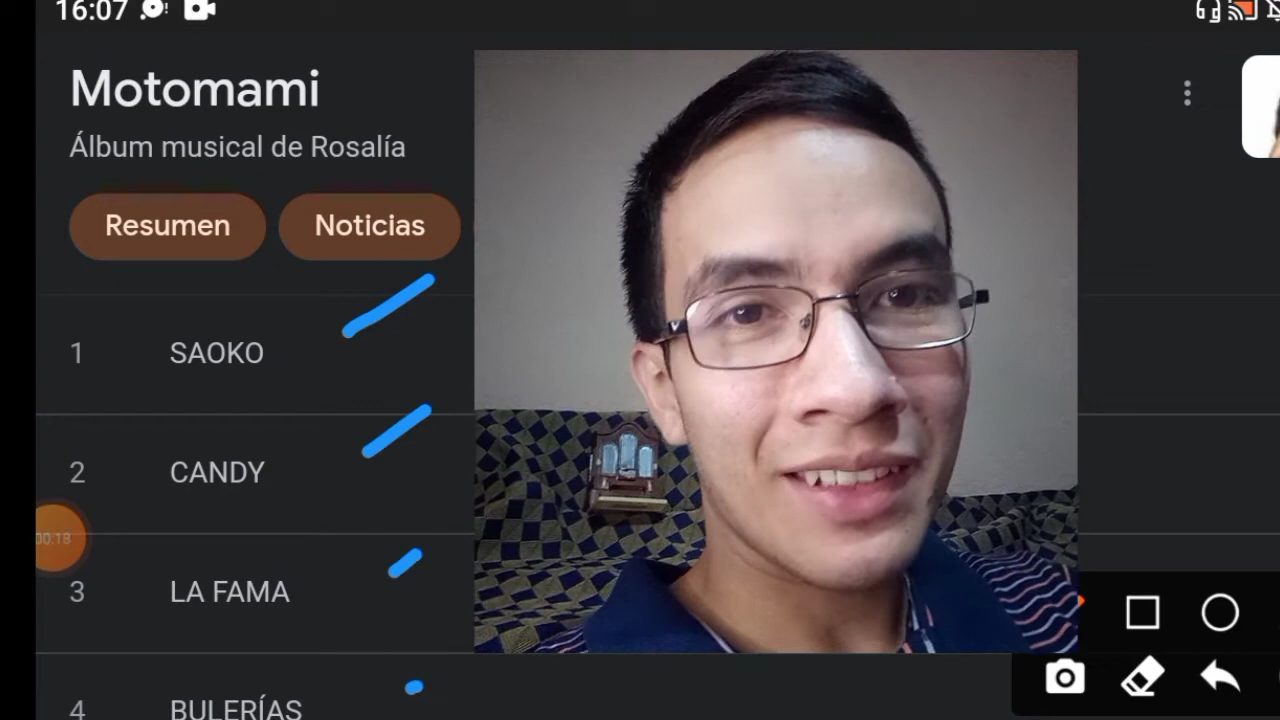 16:07
Motomami
Álbum musical de Rosalía
Resumen Noticias
1 SAOKO
2 CANDY
00:18
3 LA FAMA
4 BULERÍAS